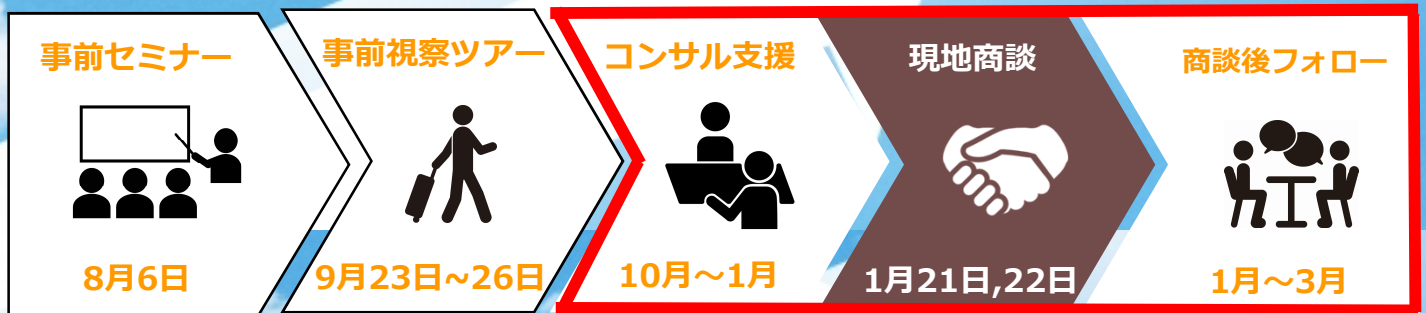 事前セミナー
8月6日
事前視察ツアー
9月23日~26日
コンサル支援
10月～1月
現地商談
1月21日,22日
商談後フォロー
1月～3月